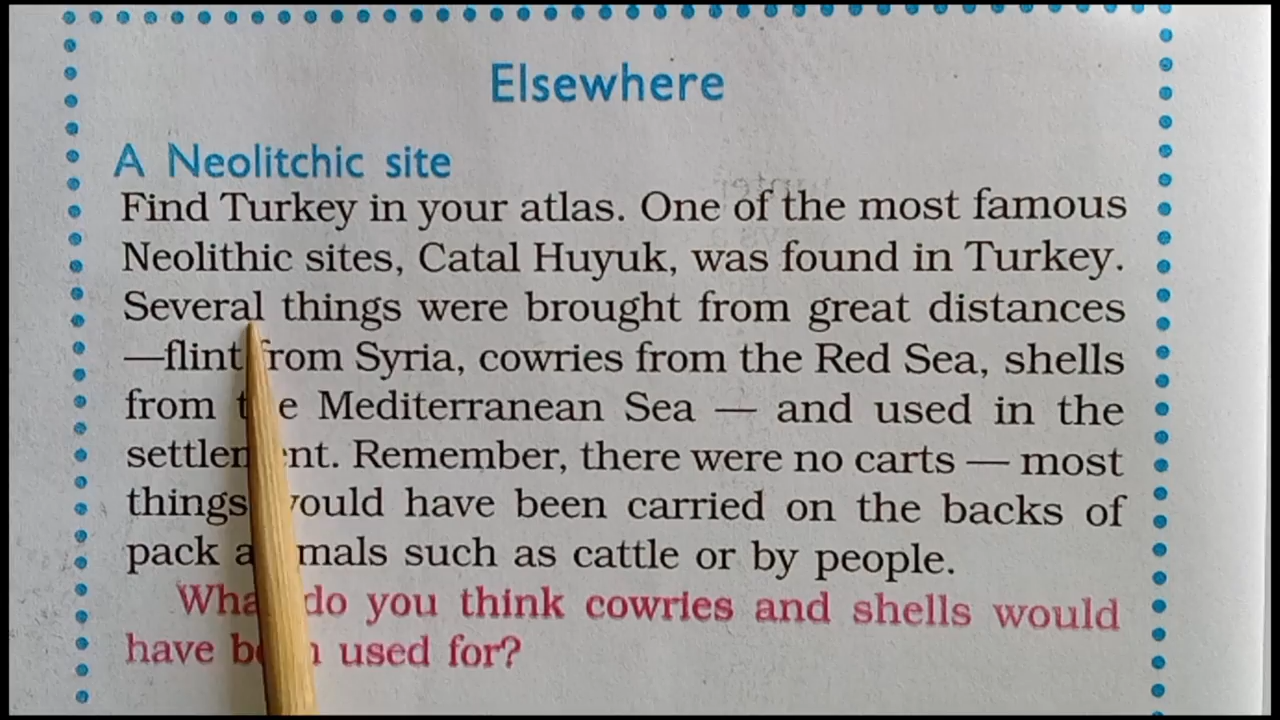 Elsewhere
A Neolitchic site
Find Turkey in your atlas. One of the most famous
Neolithic sites, Catal Huyuk, was found in Turkey.
Several things were brought from great distances
—flint from Syria, cowries from the Red Sea, shells
from the Mediterranean Sea — and used in the
settlement. Remember, there were no carts — most
things would have been carried on the backs of
pack animals such as cattle or by people.
What do you think cowries and shells would
have been used for?